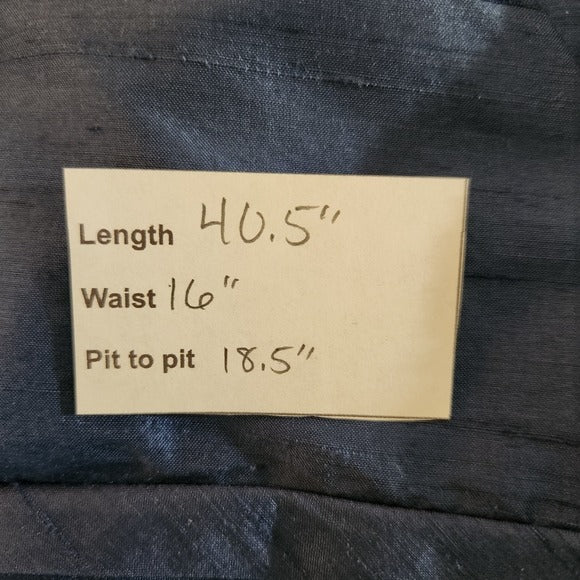 Length 40.5"
Waist 16"
Pit to pit 18.5"